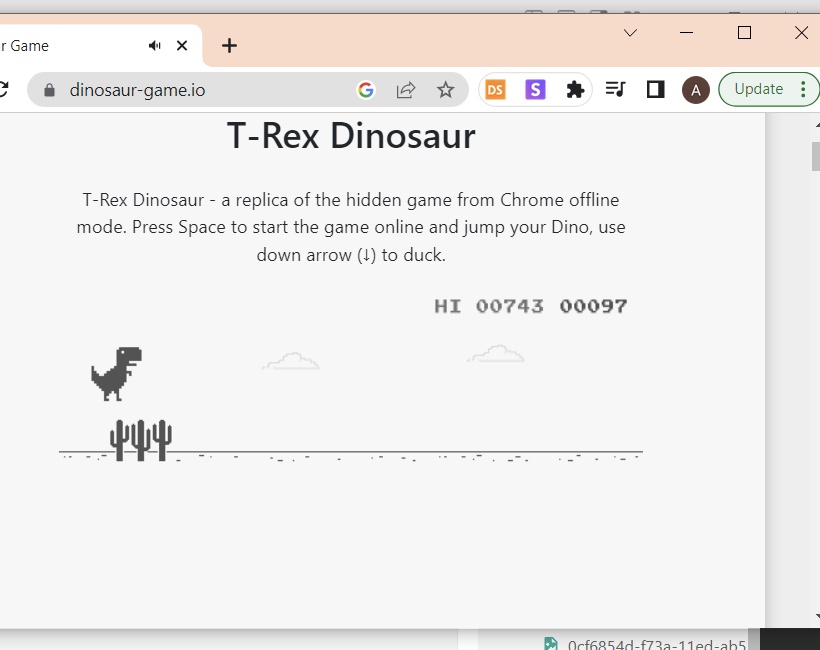 r Game
dinosaur-game.io
DS
S
A
Update
T-Rex Dinosaur
T-Rex Dinosaur - a replica of the hidden game from Chrome offline
mode. Press Space to start the game online and jump your Dino, use
down arrow (↓) to duck.
HI 00743 00097
0cf6854d-f73a-11ed-ab5